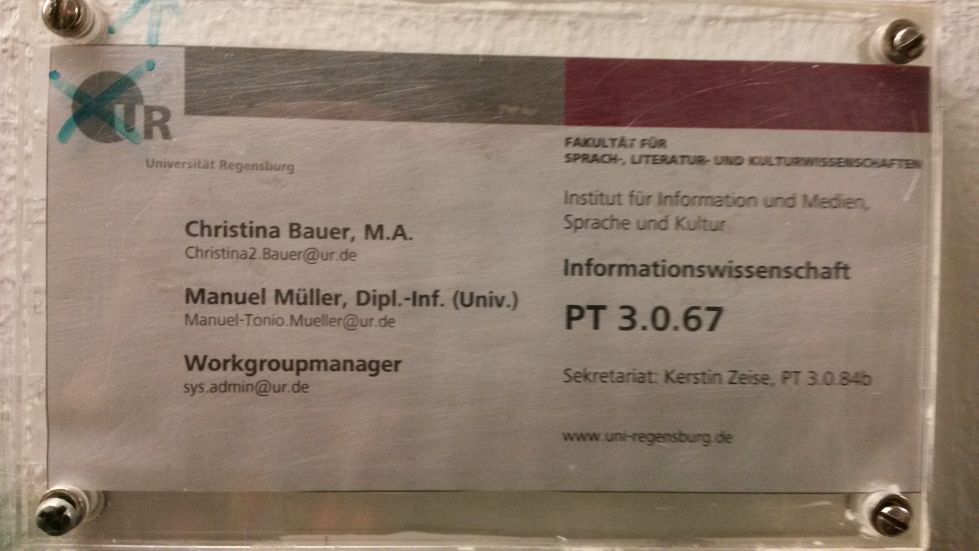 UR
Universität Regensburg
Christina Bauer, M.A.
Christina2.Bauer@ur.de
Manuel Müller, Dipl.-Inf. (Univ.)
Manuel-Tonio.Mueller@ur.de
Workgroupmanager
sys.admin@ur.de
FAKULTÄT FÜR
SPRACH-, LITERATUR- UND KULTURWISSENSCHAFTEN
Institut für Information und Medien,
Sprache und Kultur
Informationswissenschaft
PT 3.0.67
Sekretariat: Kerstin Zeise, PT 3.0.84b
www.uni-regensburg.de